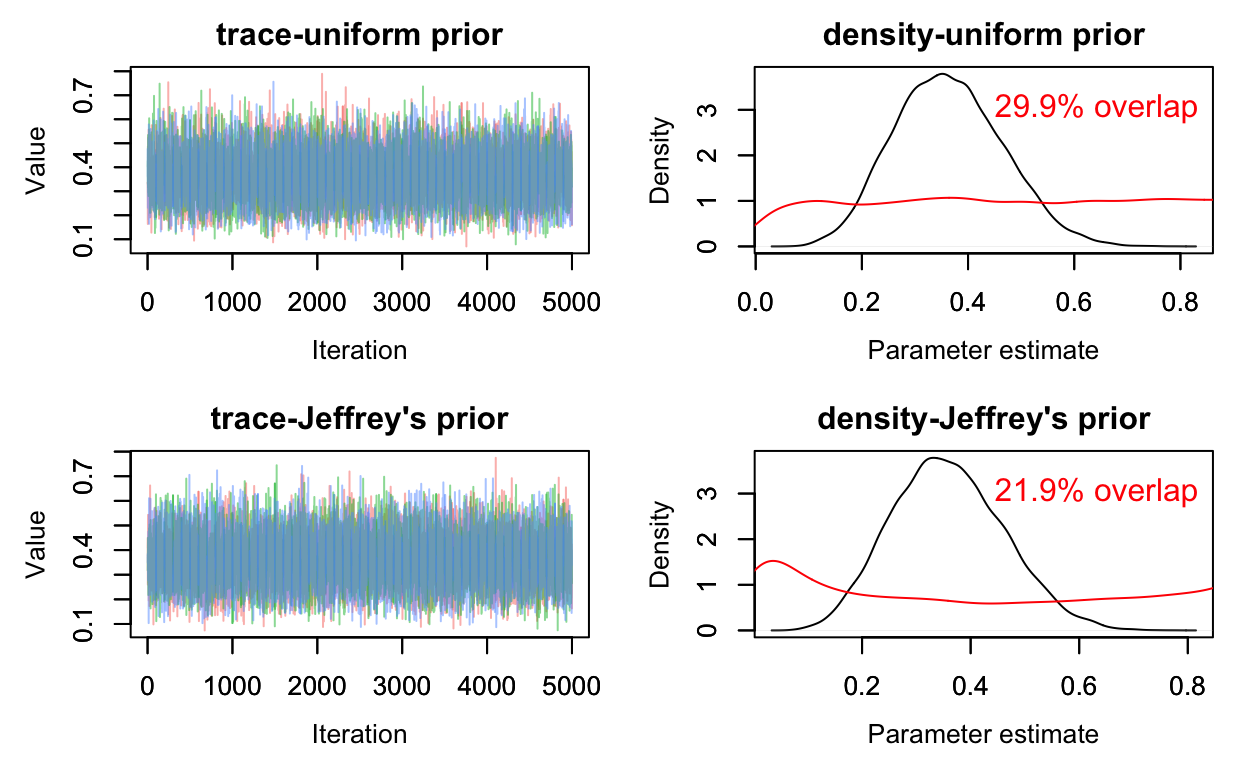 trace-uniform prior
Value
0.1 0.4 0.7
0 1000 2000 3000 4000 5000
Iteration
density-uniform prior
29.9% overlap
Density
0 1 2 3
0.0 0.2 0.4 0.6 0.8
Parameter estimate
trace-Jeffrey's prior
Value
0.1 0.4 0.7
0 1000 2000 3000 4000 5000
Iteration
density-Jeffrey's prior
21.9% overlap
Density
0 1 2 3
0.2 0.4 0.6 0.8
Parameter estimate